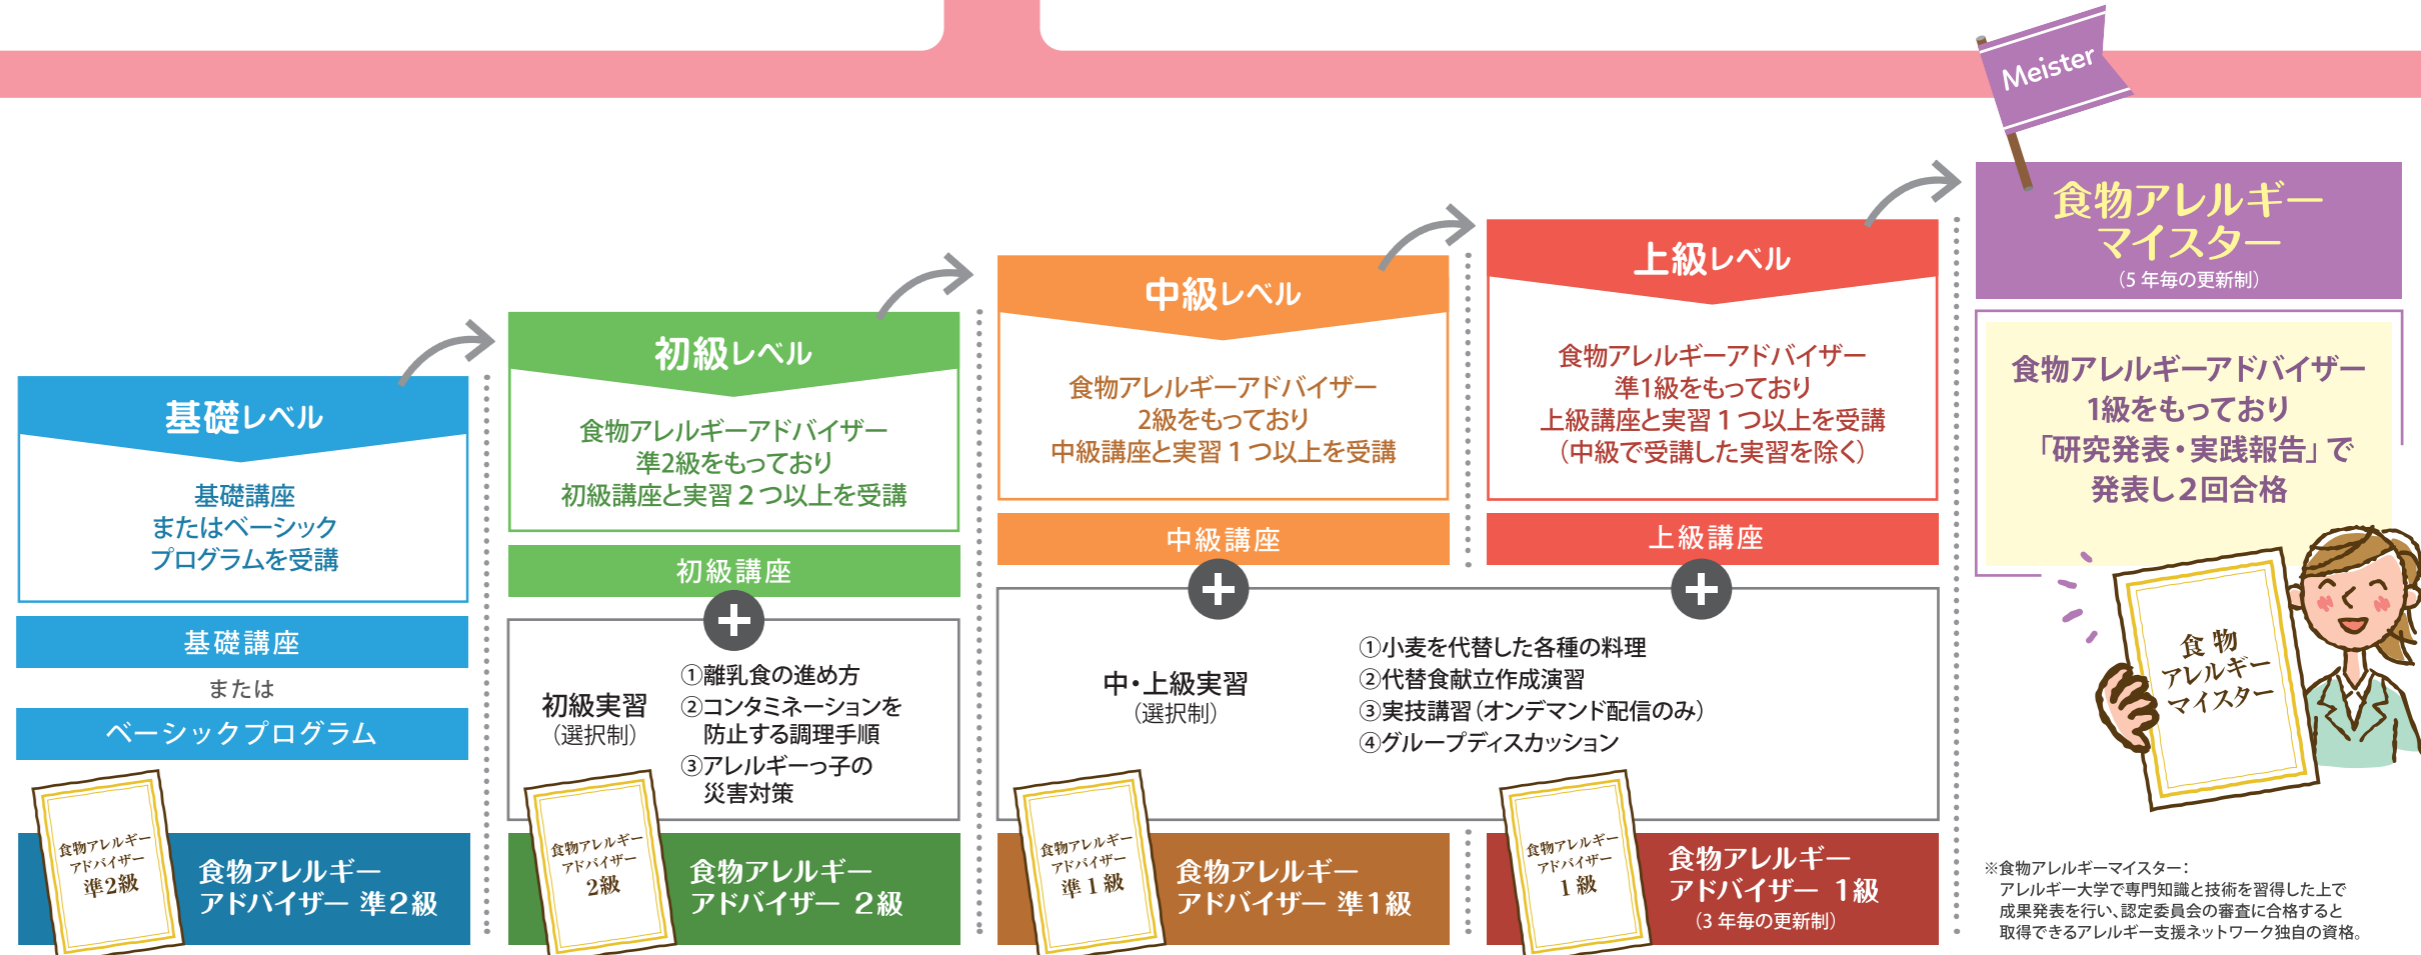 Meister
基礎レベル
基礎講座
またはベーシック
プログラムを受講
基礎講座
または
ベーシックプログラム
食物アレルギー
アドバイザー
準2級
食物アレルギー
アドバイザー 準2級
初級レベル
食物アレルギーアドバイザー
準2級をもっており
初級講座と実習2つ以上を受講
初級講座
+
初級実習
（選択制）
①離乳食の進め方
②コンタミネーションを
防止する調理手順
③アレルギーっ子の
災害対策
食物アレルギー
アドバイザー
2級
食物アレルギー
アドバイザー 2級
中級レベル
食物アレルギーアドバイザー
2級をもっており
中級講座と実習1つ以上を受講
中級講座
+
上級レベル
食物アレルギーアドバイザー
準1級をもっており
上級講座と実習1つ以上を受講
（中級で受講した実習を除く）
上級講座
+
中・上級実習
（選択制）
①小麦を代替した各種の料理
②代替食献立作成演習
③実技講習（オンデマンド配信のみ）
④グループディスカッション
食物アレルギー
アドバイザー
準1級
食物アレルギー
アドバイザー 準1級
食物アレルギー
アドバイザー
1級
食物アレルギー
アドバイザー 1級
（3年毎の更新制）
食物アレルギー
マイスター
（5年毎の更新制）
食物アレルギーアドバイザー
1級をもっており
「研究発表・実践報告」で
発表し2回合格
食物
アレルギー
マイスター
※食物アレルギーマイスター：
アレルギー大学で専門知識と技術を習得した上で
成果発表を行い、認定委員会の審査に合格すると
取得できるアレルギー支援ネットワーク独自の資格。